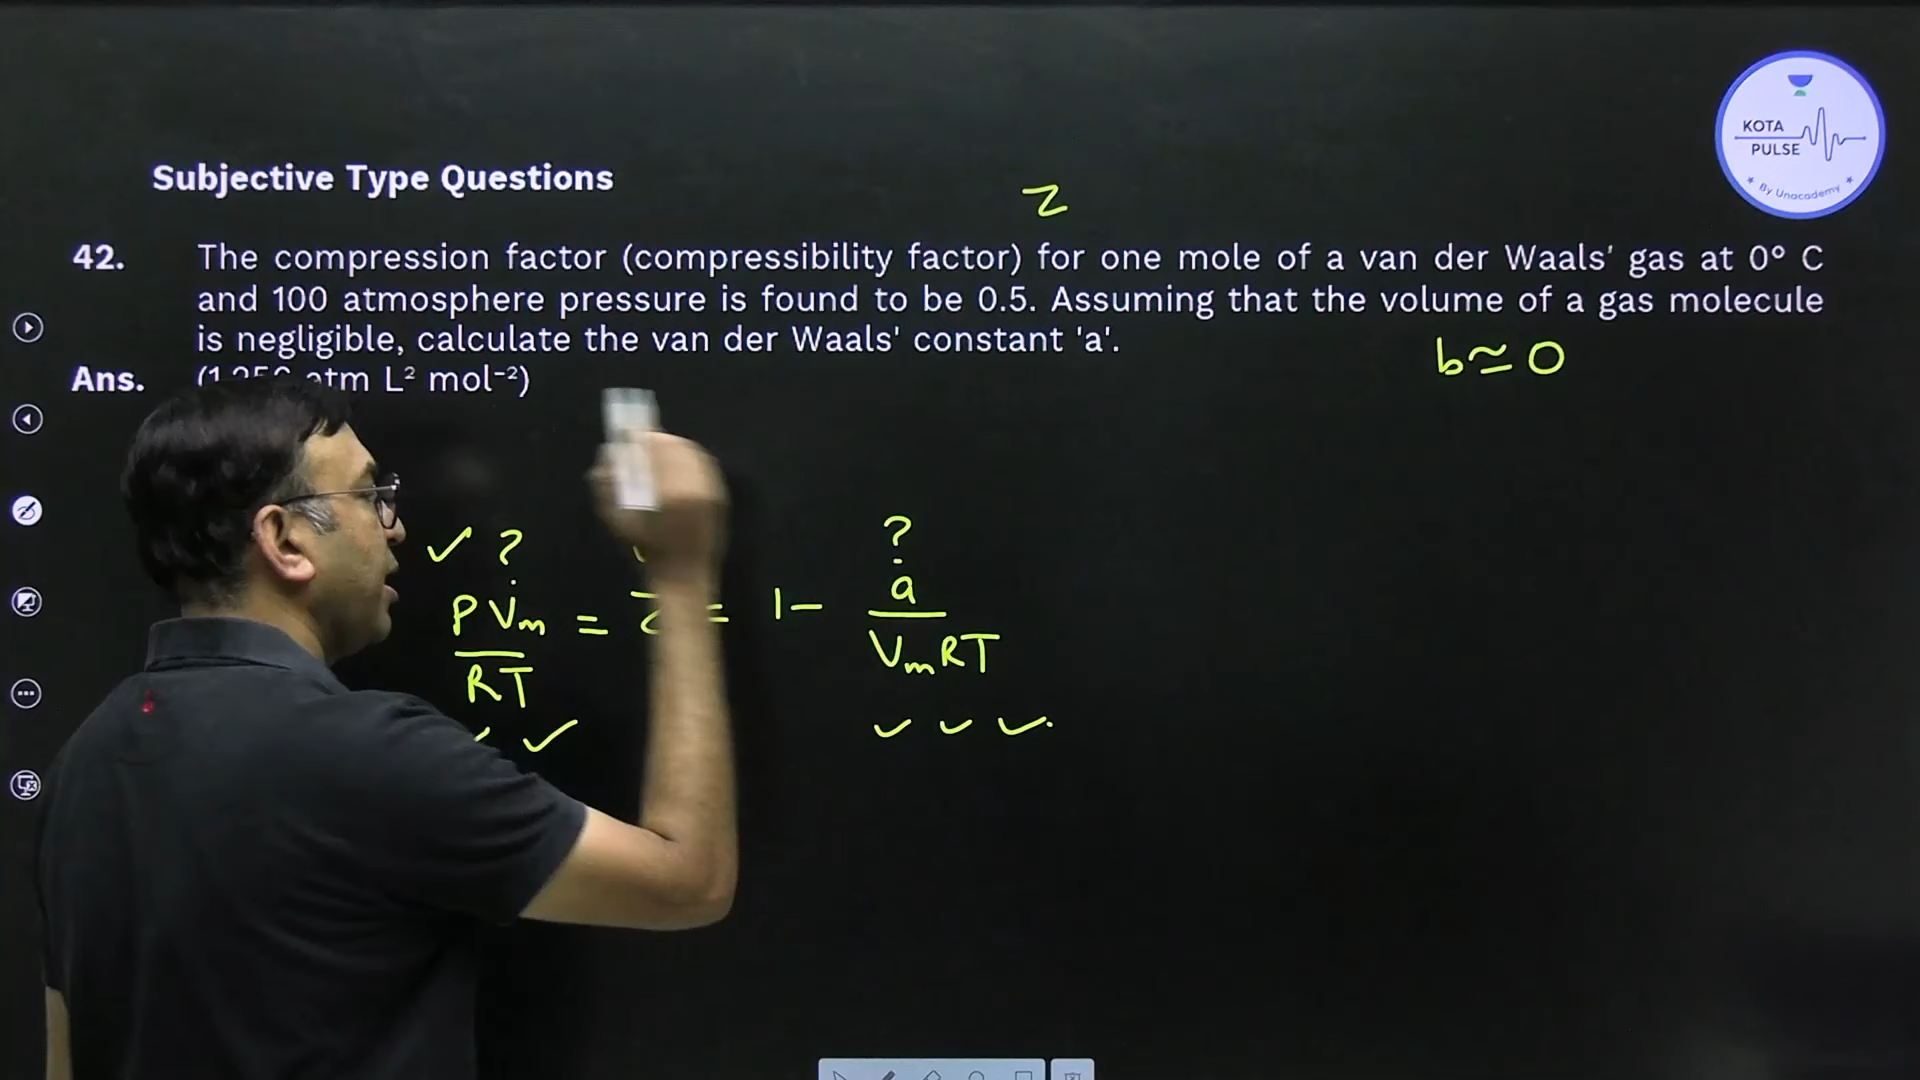 KOTA
PULSE
By Unacademy
Subjective Type Questions
Z
42. The compression factor (compressibility factor) for one mole of a van der Waals' gas at 0° C
and 100 atmosphere pressure is found to be 0.5. Assuming that the volume of a gas molecule
is negligible, calculate the van der Waals' constant 'a'.
b ≃ 0
Ans. atm L² mol⁻²)
✓ ? ?
P Vm = = 1 - a
RT VmRT
✓ ✓ ✓ ✓